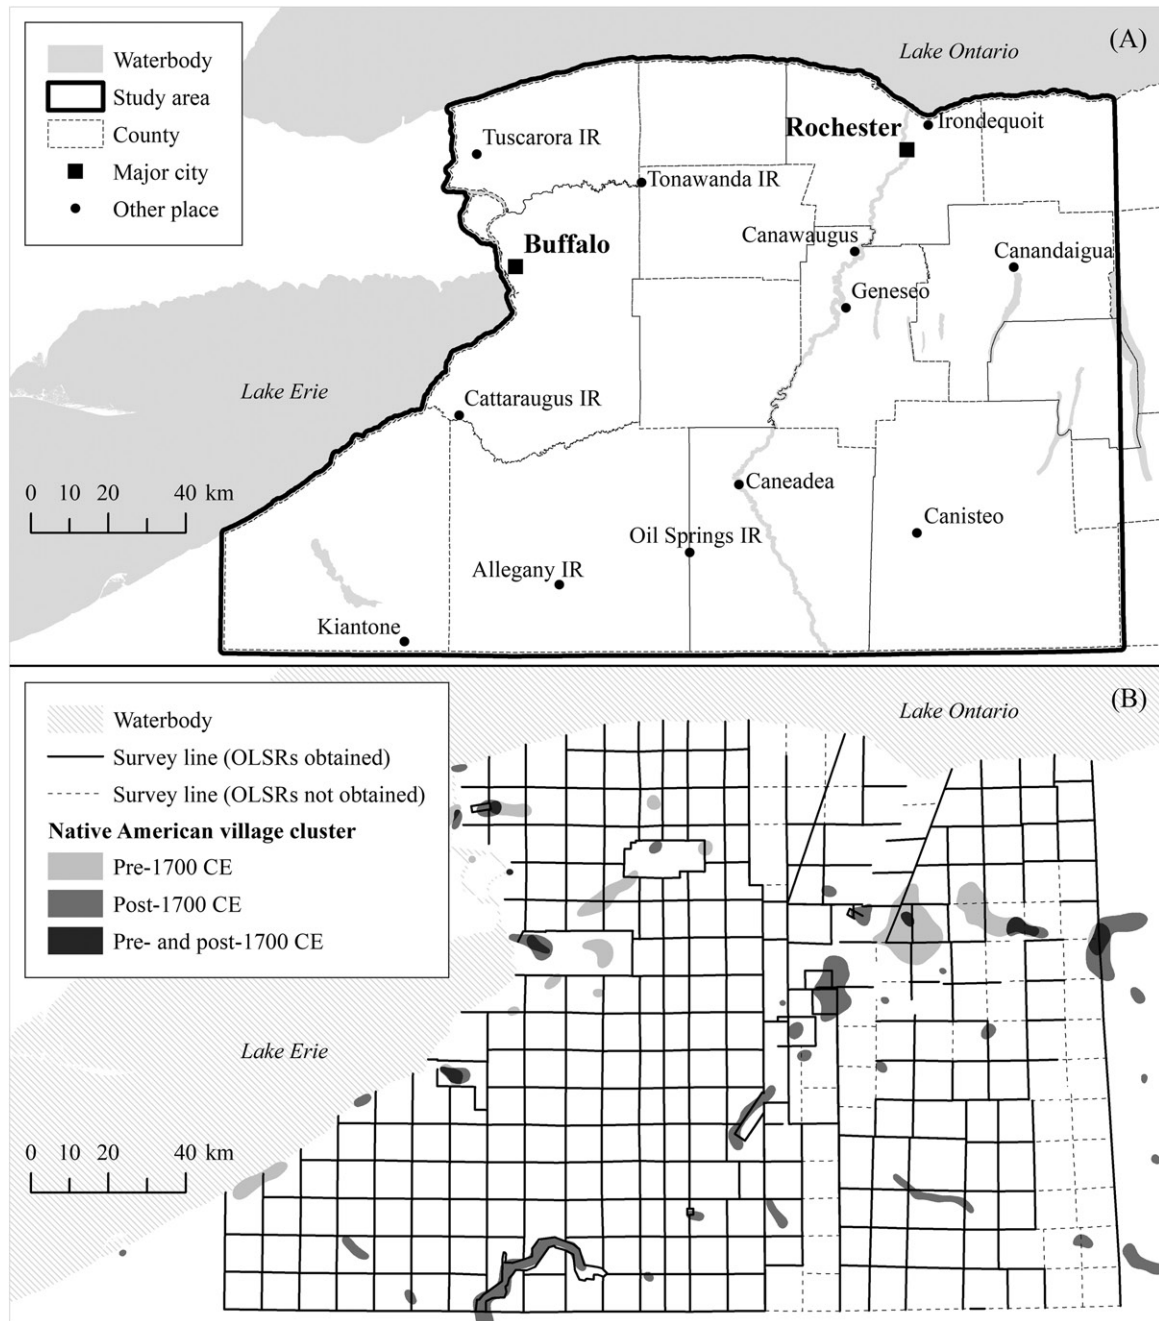 (A)
Lake Ontario
Waterbody
Study area
County
Major city
Other place
Irondequoit
Rochester
Tuscarora IR
Tonawanda IR
Canawaugus
Buffalo
Canandaigua
Geneseo
Lake Erie
Cattaraugus IR
0 10 20 40 km
Caneadea
Canisteo
Oil Springs IR
Allegany IR
Kiantone
(B)
Lake Ontario
Waterbody
Survey line (OLSRs obtained)
Survey line (OLSRs not obtained)
Native American village cluster
Pre-1700 CE
Post-1700 CE
Pre- and post-1700 CE
Lake Erie
0 10 20 40 km